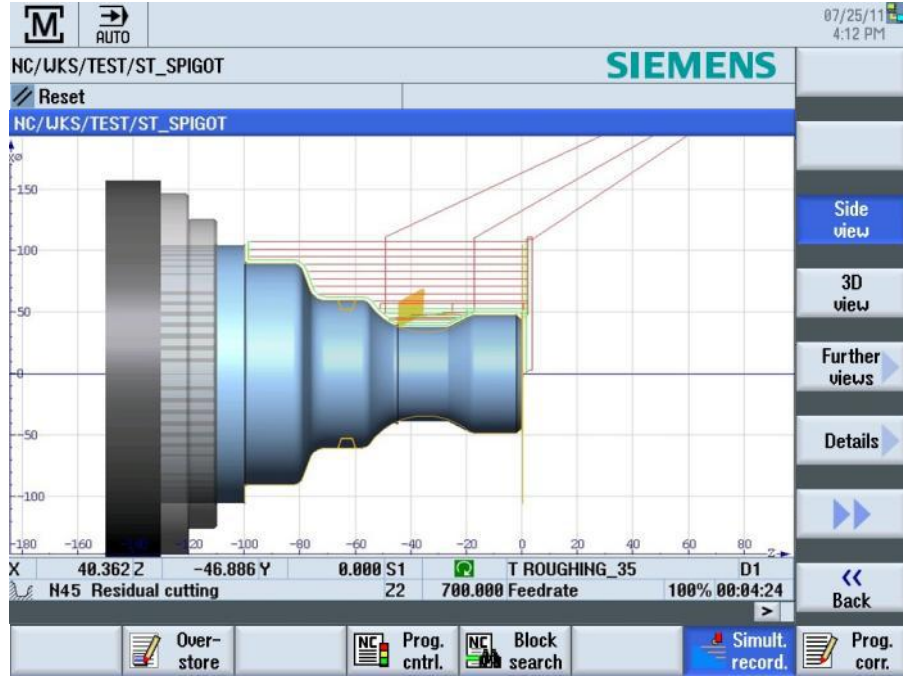 M AUTO 07/25/11
4:12 PM
NC/WKS/TEST/ST_SPIGOT SIEMENS
Reset
NC/WKS/TEST/ST_SPIGOT
150
100
50
0
-50
-100
-180 -160 -120 -100 -80 -60 -40 -20 0 20 40 60 80 Z
Side
view
3D
view
Further
views
Details
Back
X 40.362 Z -46.886 Y 0.000 S1 T ROUGHING_35 D1
N45 Residual cutting Z2 700.000 Feedrate 100% 00:04:24
>
Over-
store
NC Prog.
cntrl.
NC Block
search
Simult.
record.
Prog.
corr.